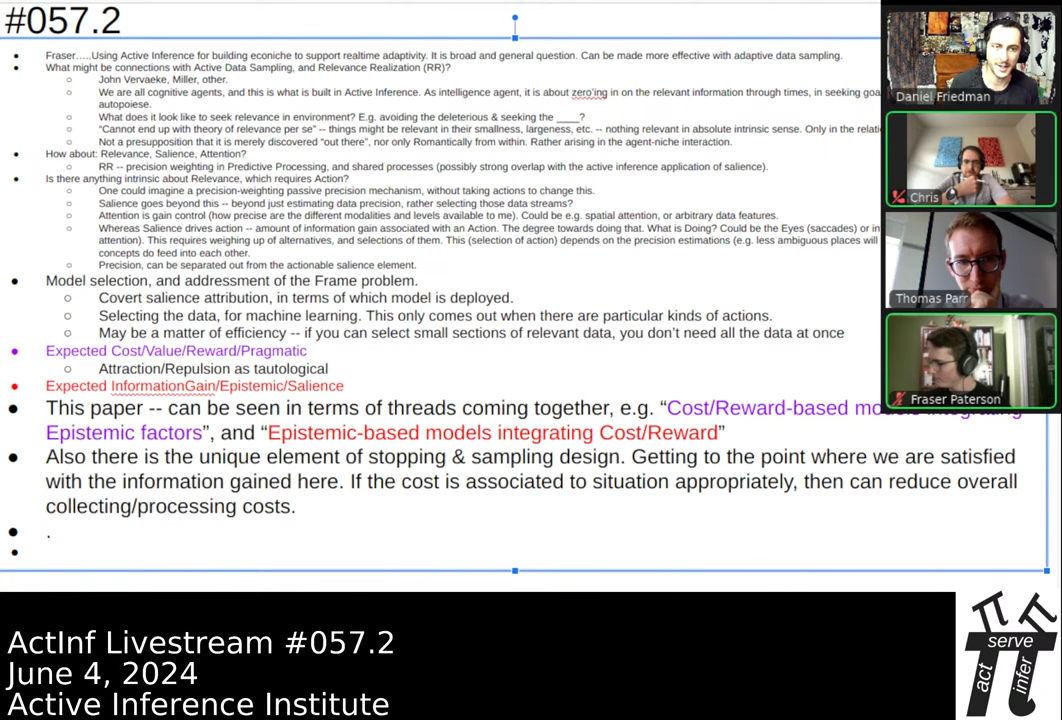 #057.2
Fraser.....Using Active Inference for building econiche to support realtime adaptivity. It is broad and general question. Can be made more effective with adaptive data sampling.
What might be connections with Active Data Sampling, and Relevance Realization (RR)?
John Vervaeke, Miller, other.
We are all cognitive agents, and this is what is built in Active Inference. As intelligence agent, it is about zero'ing in on the relevant information through times, in seeking goa
autopoiese.
What does it look like to seek relevance in environment? E.g. avoiding the deleterious & seeking the ____?
“Cannot end up with theory of relevance per se” -- things might be relevant in their smallness, largeness, etc. -- nothing relevant in absolute intrinsic sense. Only in the relati
Not a presupposition that it is merely discovered “out there”, nor only Romantically from within. Rather arising in the agent-niche interaction.
How about: Relevance, Salience, Attention?
RR -- precision weighting in Predictive Processing, and shared processes (possibly strong overlap with the active inference application of salience).
Is there anything intrinsic about Relevance, which requires Action?
One could imagine a precision-weighting passive precision mechanism, without taking actions to change this.
Salience goes beyond this -- beyond just estimating data precision, rather selecting those data streams?
Attention is gain control (how precise are the different modalities and levels available to me). Could be e.g. spatial attention, or arbitrary data features.
Whereas Salience drives action -- amount of information gain associated with an Action. The degree towards doing that. What is Doing? Could be the Eyes (saccades) or in
attention). This requires weighing up of alternatives, and selections of them. This (selection of action) depends on the precision estimations (e.g. less ambiguous places will
concepts do feed into each other.
Precision, can be separated out from the actionable salience element.
Model selection, and addressment of the Frame problem.
Covert salience attribution, in terms of which model is deployed.
Selecting the data, for machine learning. This only comes out when there are particular kinds of actions.
May be a matter of efficiency -- if you can select small sections of relevant data, you don't need all the data at once
Expected Cost/Value/Reward/Pragmatic
Attraction/Repulsion as tautological
Expected InformationGain/Epistemic/Salience
This paper -- can be seen in terms of threads coming together, e.g. “Cost/Reward-based models integrating
Epistemic factors”, and “Epistemic-based models integrating Cost/Reward”
Also there is the unique element of stopping & sampling design. Getting to the point where we are satisfied
with the information gained here. If the cost is associated to situation appropriately, then can reduce overall
collecting/processing costs.
.
Daniel Friedman
Chris
Thomas Parr
Fraser Paterson
ActInf Livestream #057.2
June 4, 2024
Active Inference Institute
serve
act
infer